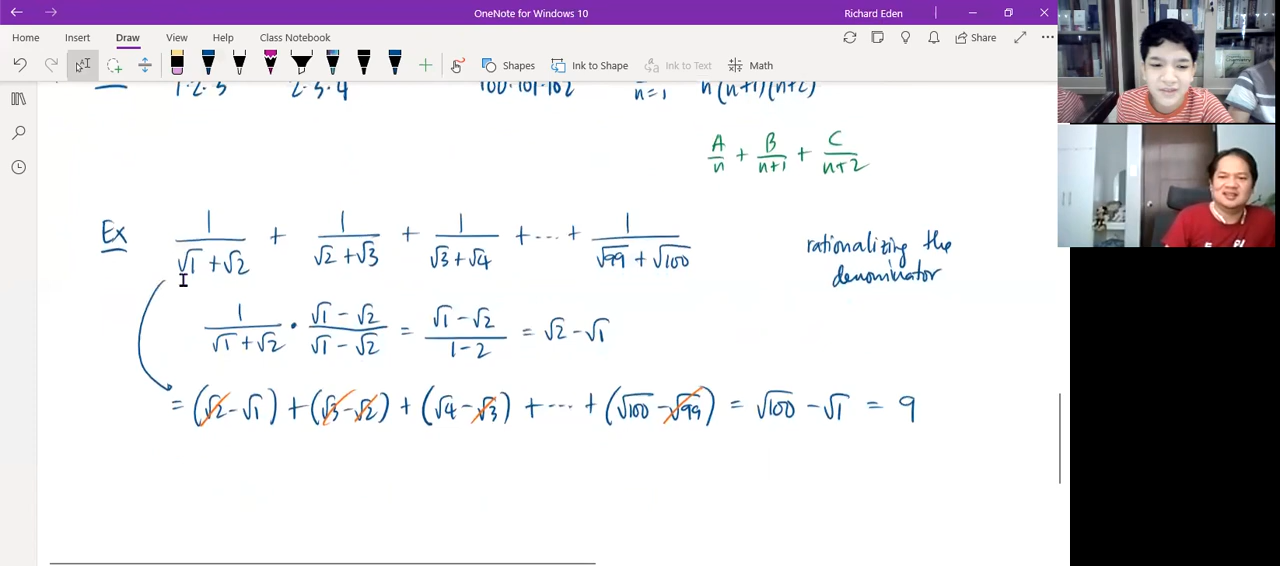 OneNote for Windows 10
Richard Eden
Home Insert Draw View Help Class Notebook
Share
Shapes Ink to Shape Ink to Text Math
1·2·3 2·3·4 100·101·102 n=1 n(n+1)(n+2)
A/n + B/n+1 + C/n+2
Ex 1/√1+√2 + 1/√2+√3 + 1/√3+√4 + ... + 1/√99+√100
rationalizing the
denominator
1/√1+√2 · √1-√2/√1-√2 = √1-√2/1-2 = √2-√1
= (√2-√1) + (√3-√2) + (√4-√3) + ... + (√100-√99) = √100-√1 = 9